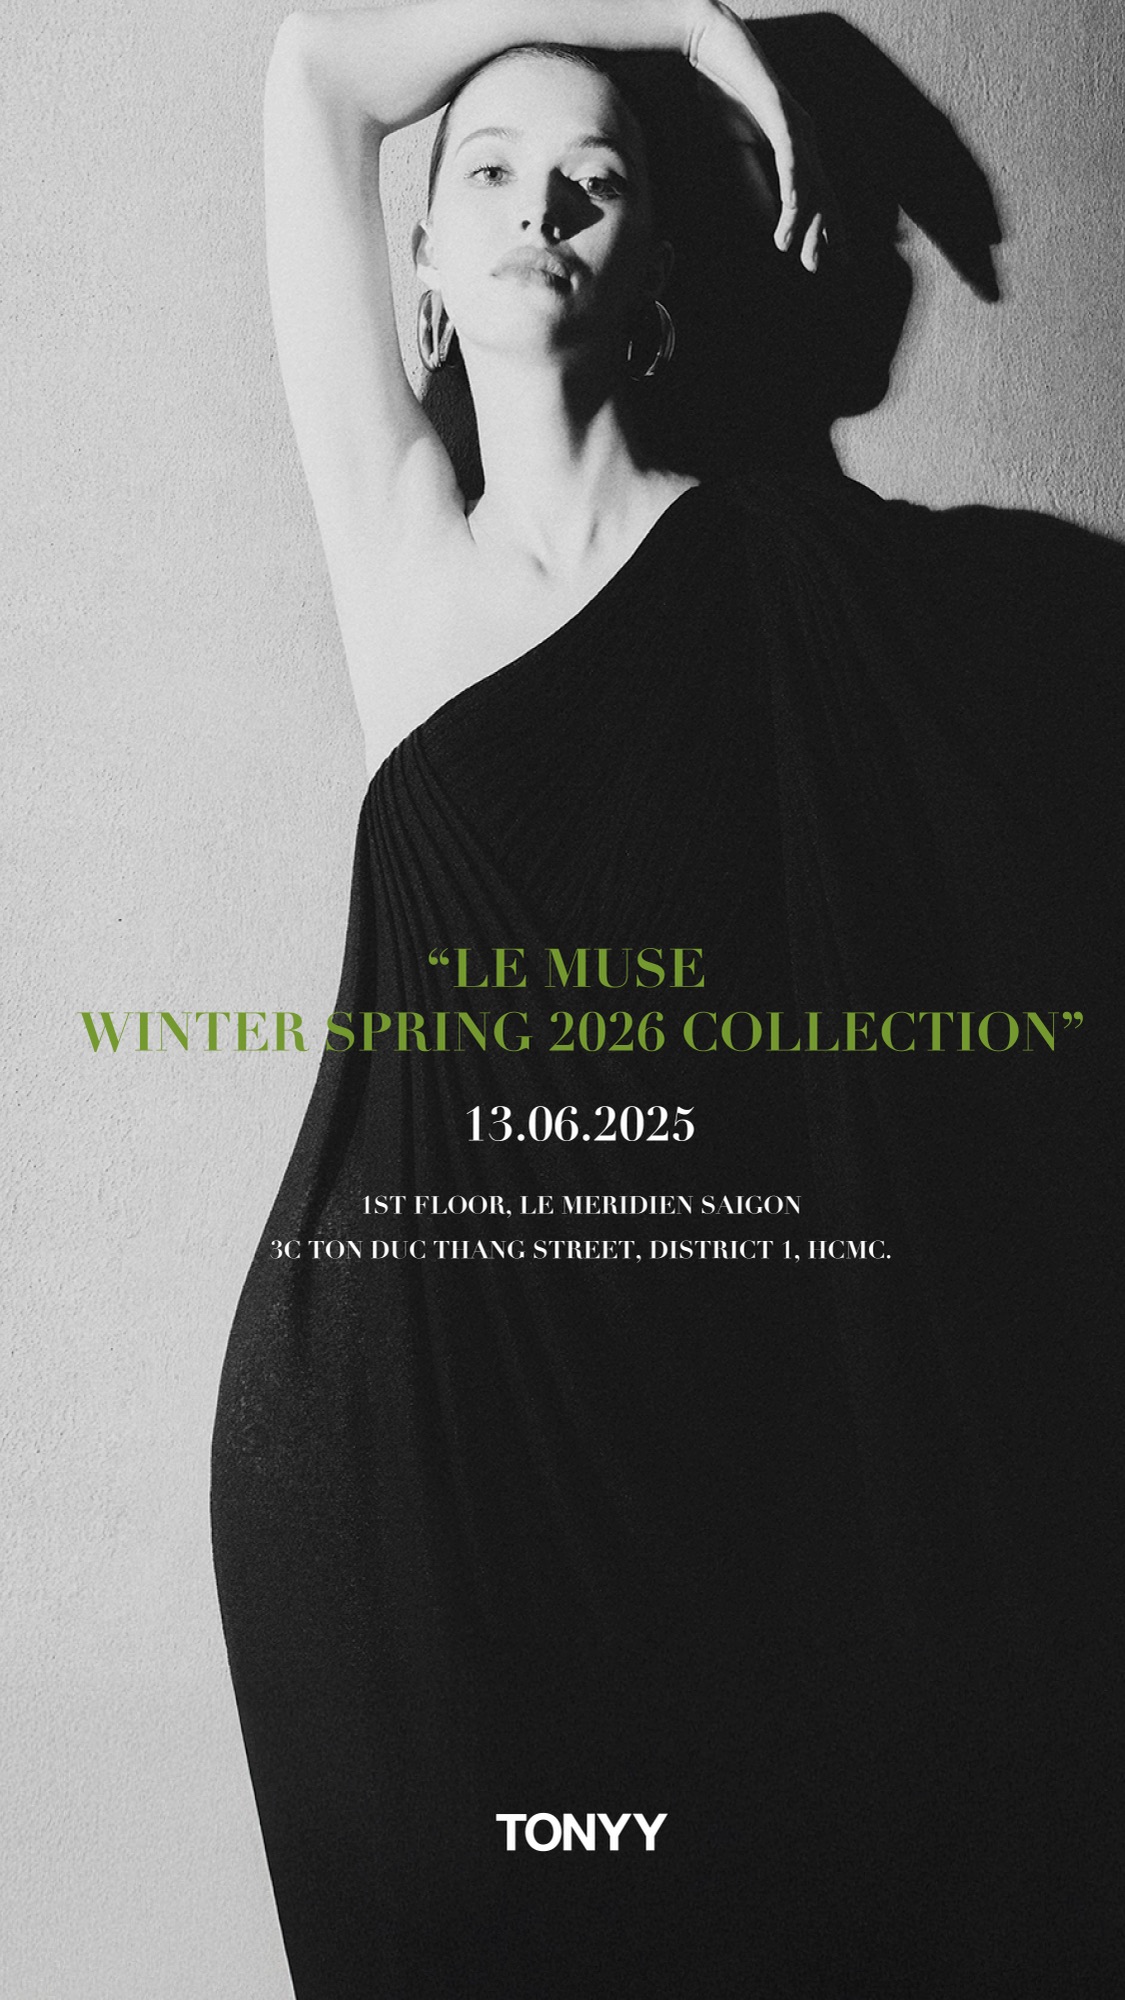 “LE MUSE
WINTER SPRING 2026 COLLECTION”
13.06.2025
1ST FLOOR, LE MERIDIEN SAIGON
3C TON DUC THANG STREET, DISTRICT 1, HCMC.
TONYY